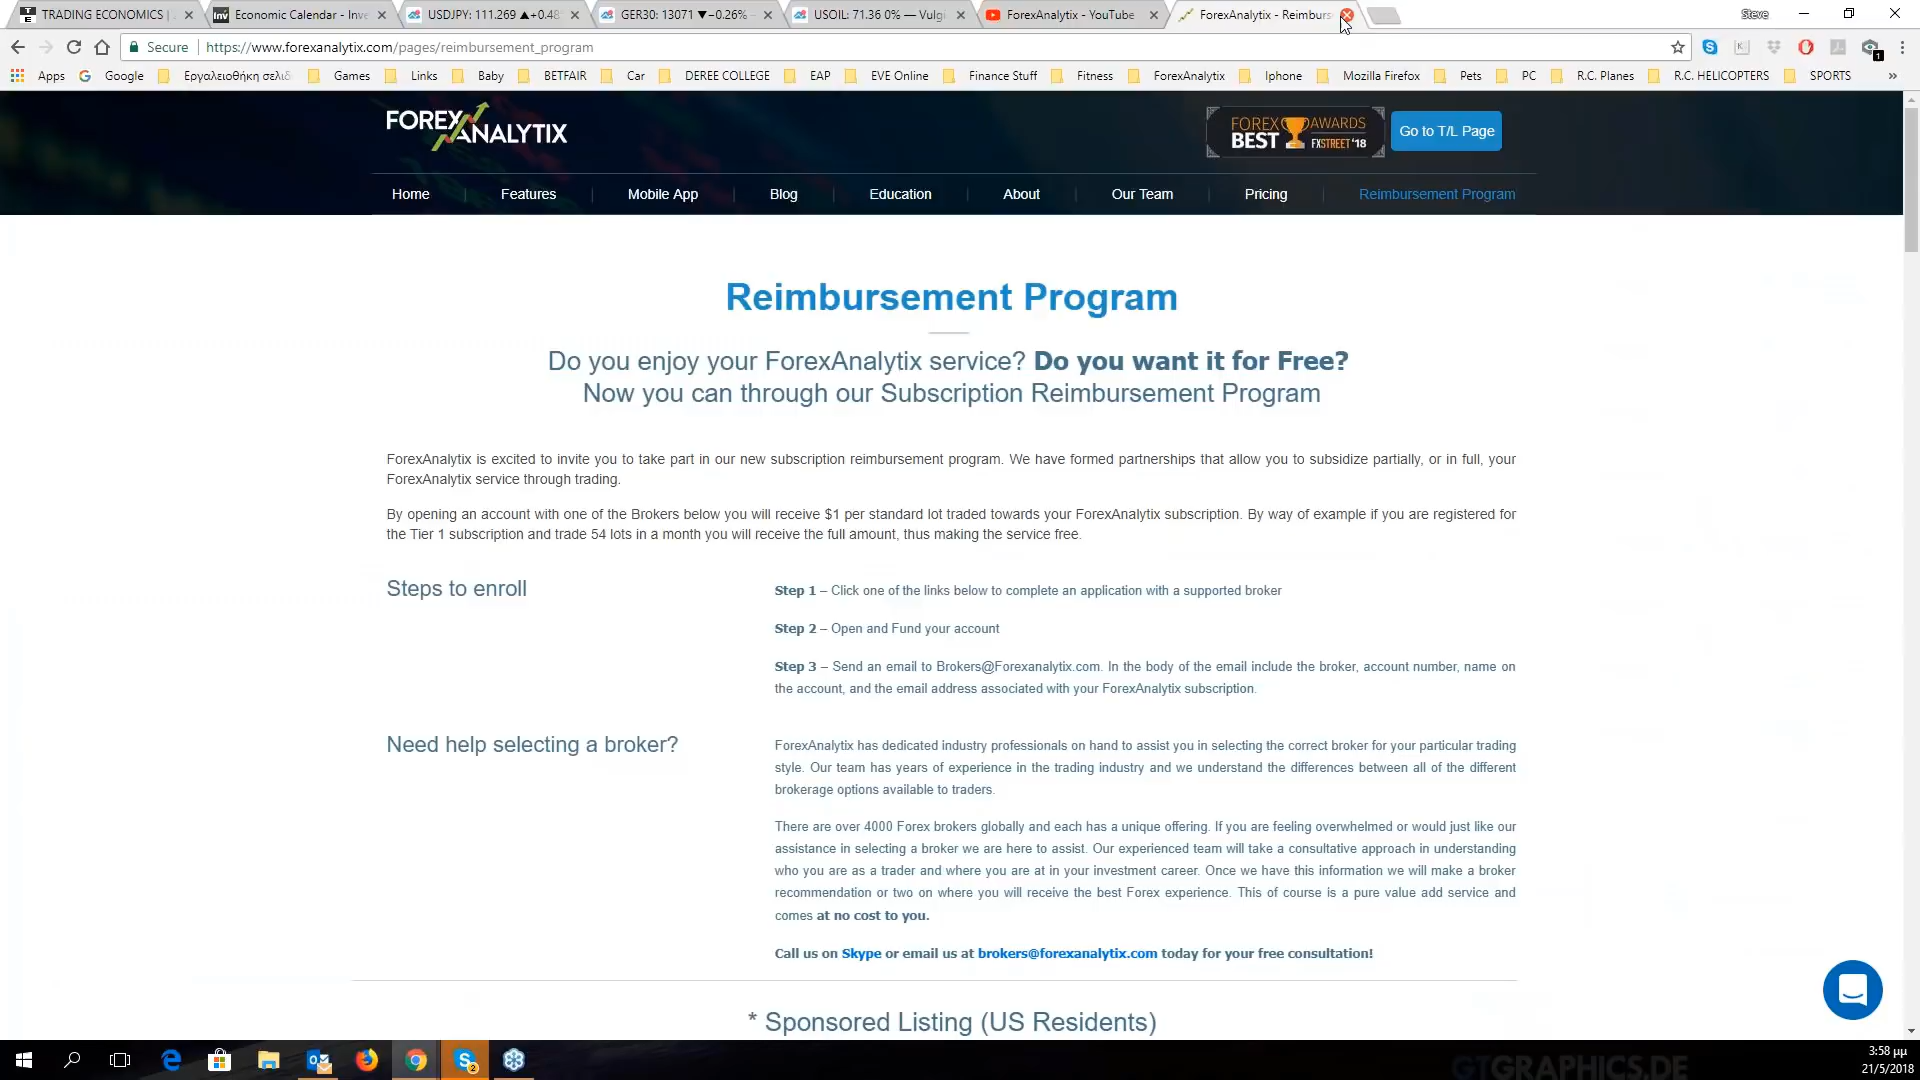 TRADING ECONOMICS |
Economic Calendar - Inve
USDJPY: 111.269 ▲+0.48
GER30: 13071 ▼−0.26%
USOIL: 71.36 0% — Vulgi
ForexAnalytix - YouTube
ForexAnalytix - Reimburs
Steve
Secure
https://www.forexanalytix.com/pages/reimbursement_program
Apps
Google
Games
Links
Baby
BETFAIR
Car
DEREE COLLEGE
EAP
EVE Online
Finance Stuff
Fitness
ForexAnalytix
Iphone
Mozilla Firefox
Pets
PC
R.C. Planes
R.C. HELICOPTERS
SPORTS
FOREX
ANALYTIX
FOREX AWARDS
BEST FXSTREET '18
Go to T/L Page
Home
Features
Mobile App
Blog
Education
About
Our Team
Pricing
Reimbursement Program
Reimbursement Program
Do you enjoy your ForexAnalytix service? Do you want it for Free?
Now you can through our Subscription Reimbursement Program
ForexAnalytix is excited to invite you to take part in our new subscription reimbursement program. We have formed partnerships that allow you to subsidize partially, or in full, your
ForexAnalytix service through trading.
By opening an account with one of the Brokers below you will receive $1 per standard lot traded towards your ForexAnalytix subscription. By way of example if you are registered for
the Tier 1 subscription and trade 54 lots in a month you will receive the full amount, thus making the service free.
Steps to enroll
Step 1 – Click one of the links below to complete an application with a supported broker
Step 2 – Open and Fund your account
Step 3 – Send an email to Brokers@Forexanalytix.com. In the body of the email include the broker, account number, name on
the account, and the email address associated with your ForexAnalytix subscription.
Need help selecting a broker?
ForexAnalytix has dedicated industry professionals on hand to assist you in selecting the correct broker for your particular trading
style. Our team has years of experience in the trading industry and we understand the differences between all of the different
brokerage options available to traders.
There are over 4000 Forex brokers globally and each has a unique offering. If you are feeling overwhelmed or would just like our
assistance in selecting a broker we are here to assist. Our experienced team will take a consultative approach in understanding
who you are as a trader and where you are at in your investment career. Once we have this information we will make a broker
recommendation or two on where you will receive the best Forex experience. This of course is a pure value add service and
comes at no cost to you.
Call us on Skype or email us at brokers@forexanalytix.com today for your free consultation!
* Sponsored Listing (US Residents)
GTGRAPHICS.DE
3:58 μμ
21/5/2018